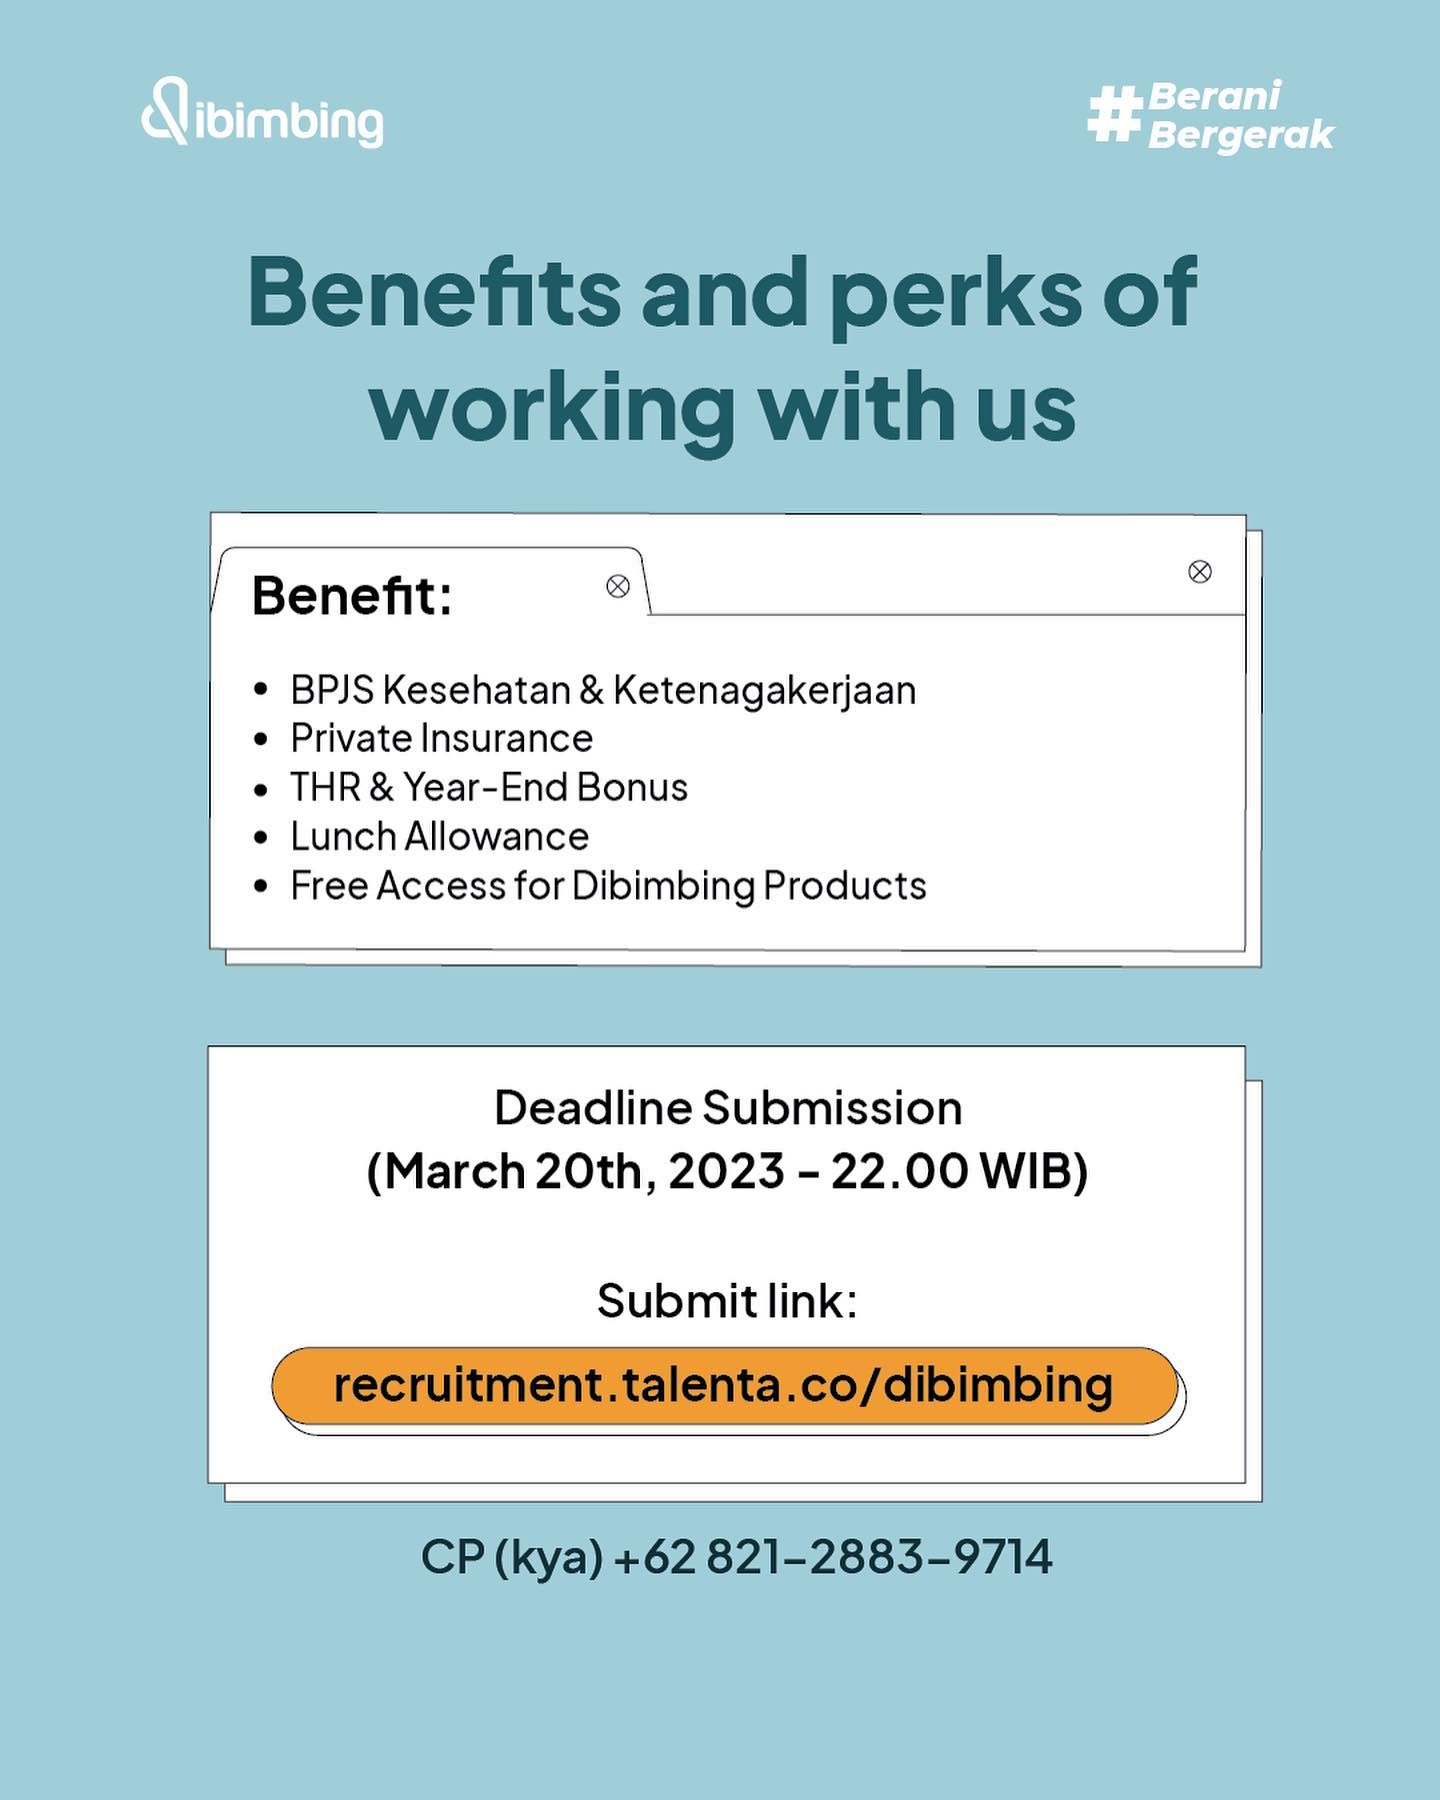 dibimbing
#Berani
Bergerak
Benefits and perks of
working with us
Benefit:
• BPJS Kesehatan & Ketenagakerjaan
• Private Insurance
• THR & Year-End Bonus
• Lunch Allowance
• Free Access for Dibimbing Products
Deadline Submission
(March 20th, 2023 - 22.00 WIB)
Submit link:
recruitment.talenta.co/dibimbing
CP (kya) +62 821-2883-9714